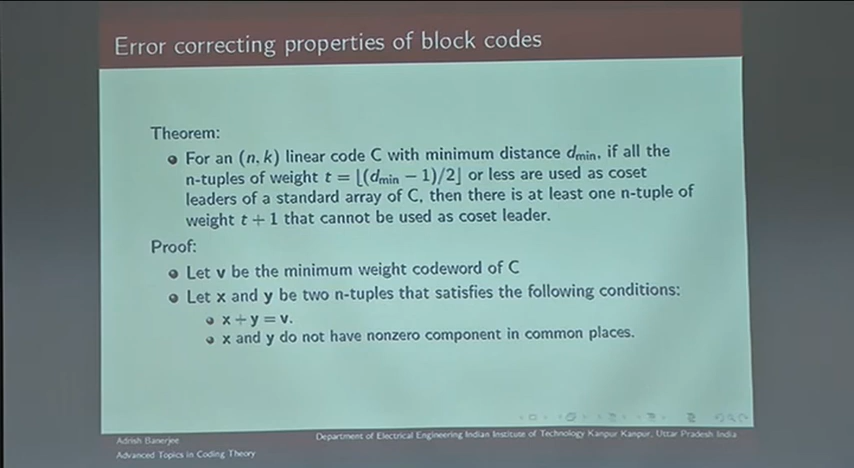 Error correcting properties of block codes
Theorem:
For an (n, k) linear code C with minimum distance dmin, if all the
n-tuples of weight t = ⌊(dmin − 1)/2⌋ or less are used as coset
leaders of a standard array of C, then there is at least one n-tuple of
weight t + 1 that cannot be used as coset leader.
Proof:
Let v be the minimum weight codeword of C
Let x and y be two n-tuples that satisfies the following conditions:
x + y = v.
x and y do not have nonzero component in common places.
Adrish Banerjee
Department of Electrical Engineering Indian Institute of Technology Kanpur Kanpur, Uttar Pradesh India
Advanced Topics in Coding Theory